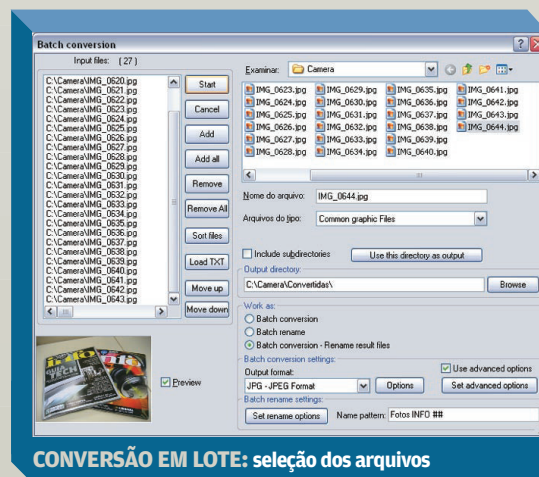 Batch conversion
Input files: (27)
C:\Camera\IMG_0620.jpg
C:\Camera\IMG_0621.jpg
C:\Camera\IMG_0622.jpg
C:\Camera\IMG_0623.jpg
C:\Camera\IMG_0624.jpg
C:\Camera\IMG_0625.jpg
C:\Camera\IMG_0626.jpg
C:\Camera\IMG_0627.jpg
C:\Camera\IMG_0628.jpg
C:\Camera\IMG_0629.jpg
C:\Camera\IMG_0630.jpg
C:\Camera\IMG_0631.jpg
C:\Camera\IMG_0632.jpg
C:\Camera\IMG_0633.jpg
C:\Camera\IMG_0634.jpg
C:\Camera\IMG_0635.jpg
C:\Camera\IMG_0636.jpg
C:\Camera\IMG_0637.jpg
C:\Camera\IMG_0638.jpg
C:\Camera\IMG_0639.jpg
C:\Camera\IMG_0640.jpg
C:\Camera\IMG_0641.jpg
C:\Camera\IMG_0642.jpg
C:\Camera\IMG_0643.jpg
Start
Cancel
Add
Add all
Remove
Remove All
Sort files
Load TXT
Move up
Move down
Preview
Examinar: Camera
IMG_0623.jpg IMG_0629.jpg IMG_0635.jpg IMG_0641.jpg
IMG_0624.jpg IMG_0630.jpg IMG_0636.jpg IMG_0642.jpg
IMG_0625.jpg IMG_0631.jpg IMG_0637.jpg IMG_0643.jpg
IMG_0626.jpg IMG_0632.jpg IMG_0638.jpg IMG_0644.jpg
IMG_0627.jpg IMG_0633.jpg IMG_0639.jpg
IMG_0628.jpg IMG_0634.jpg IMG_0640.jpg
Nome do arquivo: IMG_0644.jpg
Arquivos do tipo: Common graphic Files
Include subdirectories Use this directory as output
Output directory:
C:\Camera\Convertidas\ Browse
Work as:
Batch conversion
Batch rename
Batch conversion - Rename result files
Batch conversion settings:
Output format: Use advanced options
JPG - JPEG Format Options Set advanced options
Batch rename settings:
Set rename options Name pattern: Fotos INFO ##
CONVERSÃO EM LOTE: seleção dos arquivos